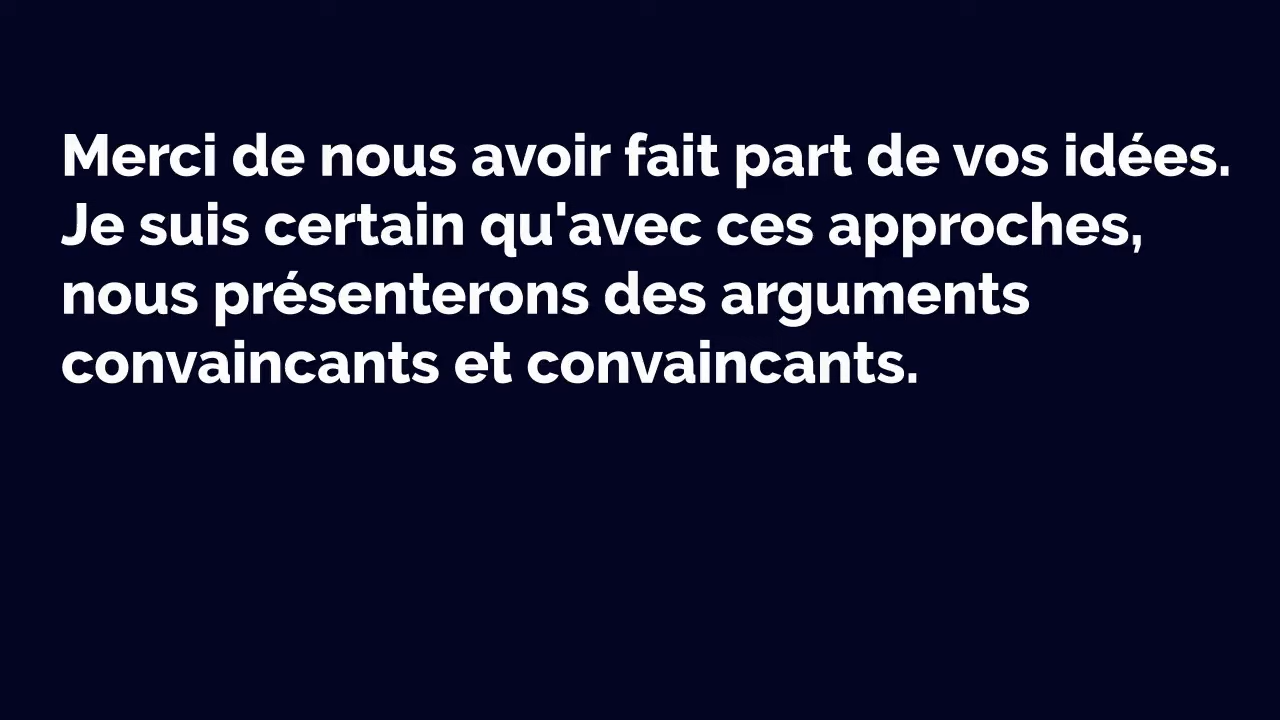 Merci de nous avoir fait part de vos idées.
Je suis certain qu'avec ces approches,
nous présenterons des arguments
convaincants et convaincants.